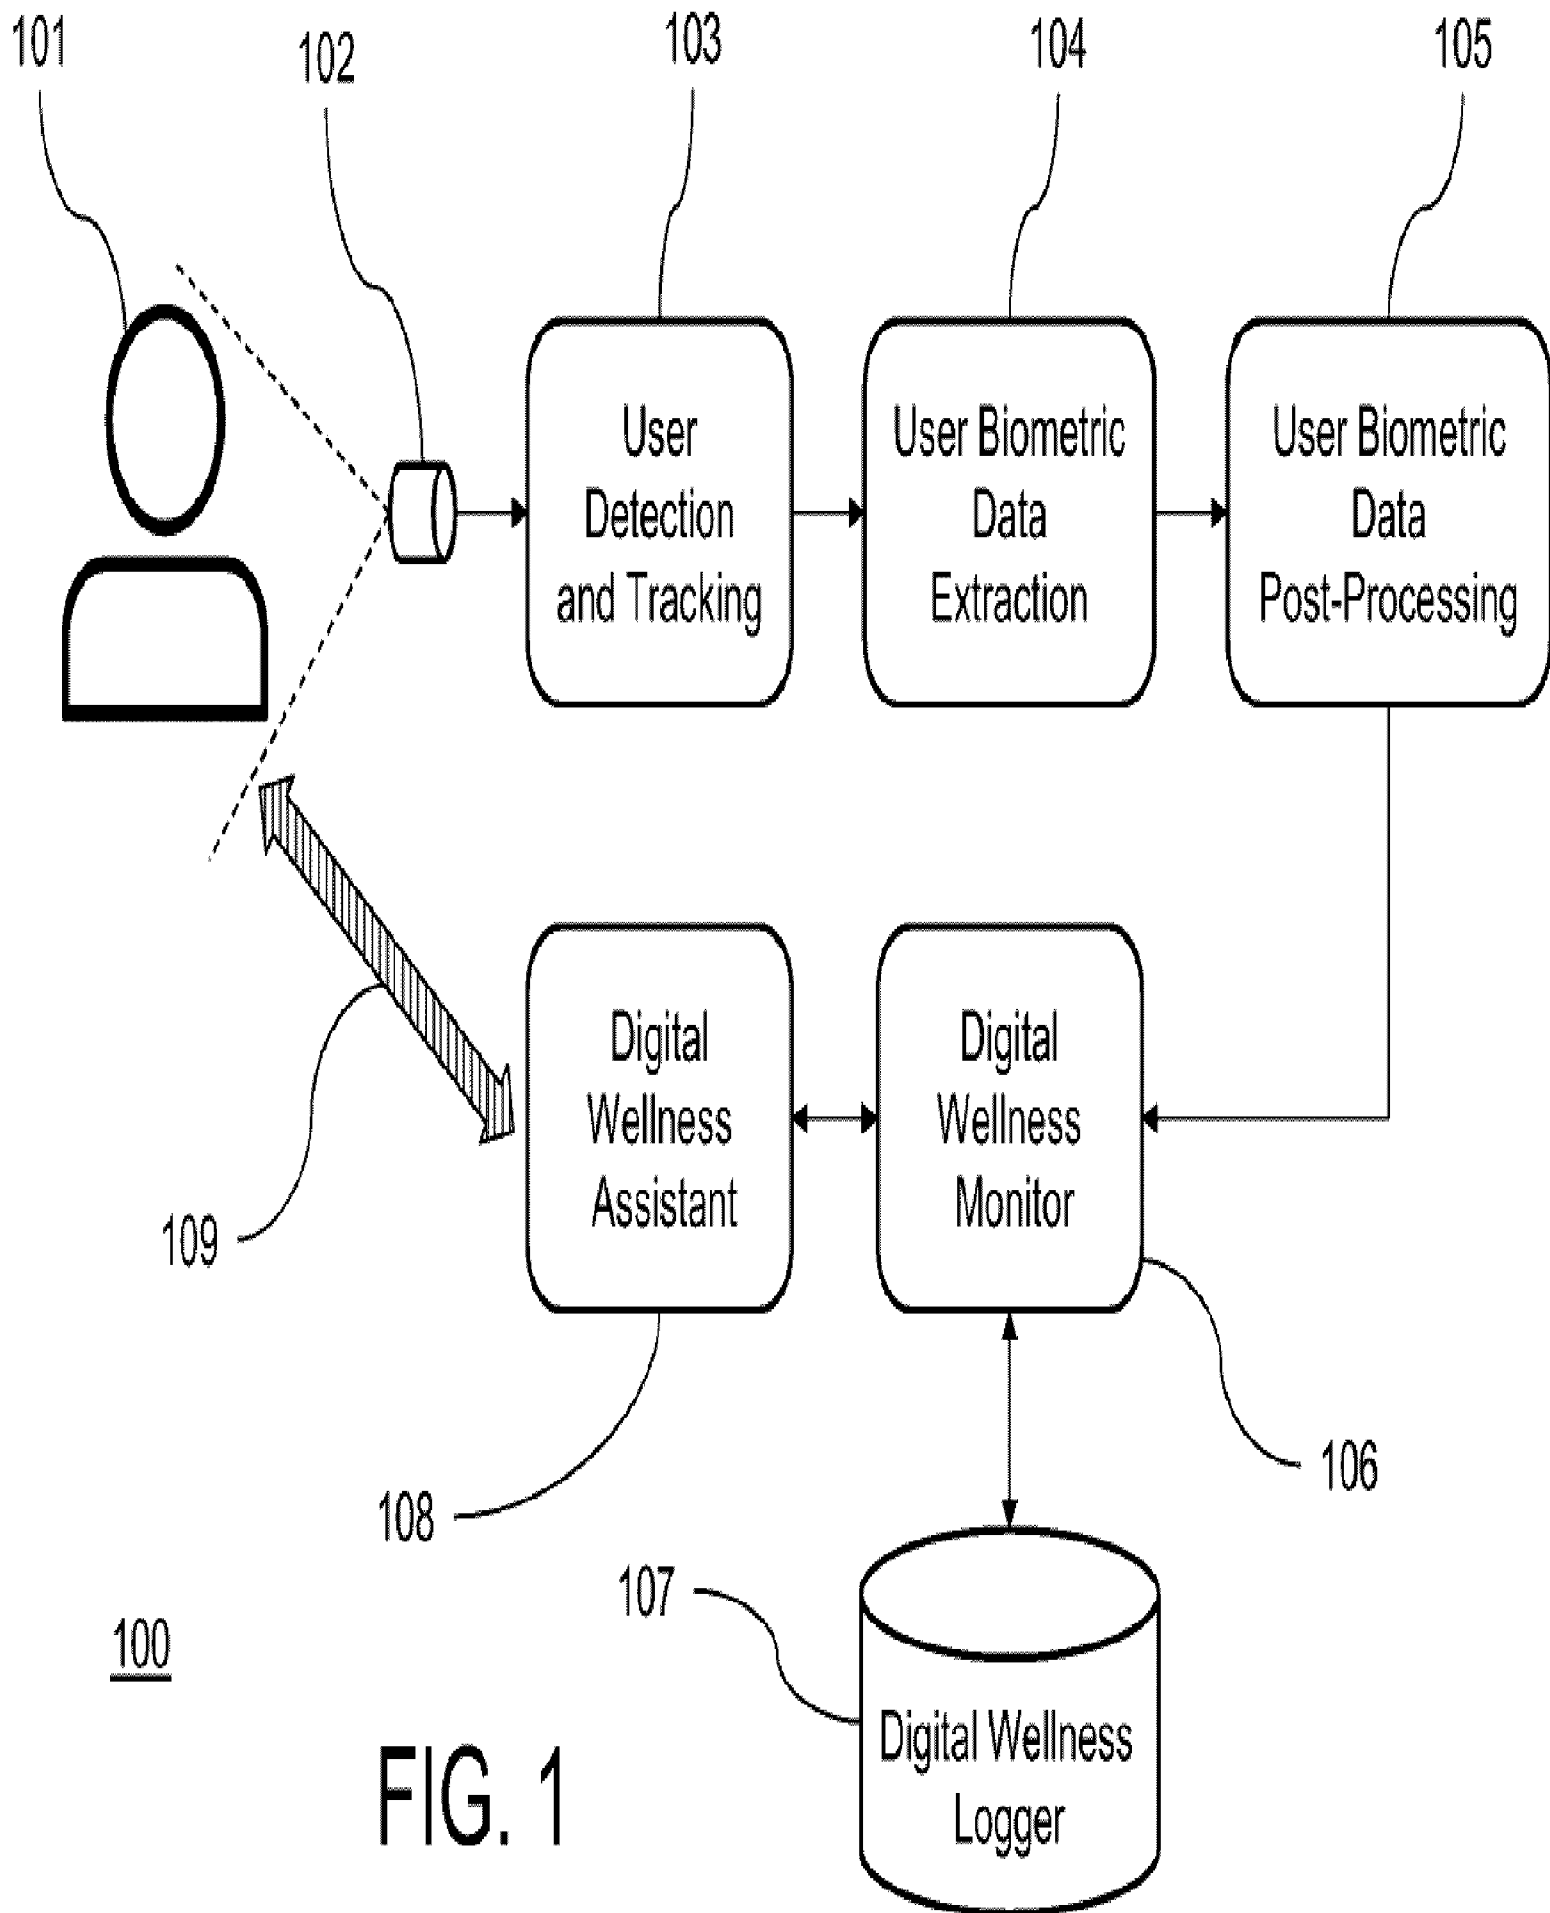 101
102
103
104
105
User
Detection
and Tracking
User Biometric
Data
Extraction
User Biometric
Data
Post-Processing
Digital
Wellness
Assistant
Digital
Wellness
Monitor
109
108
106
107
Digital Wellness
Logger
100
FIG. 1